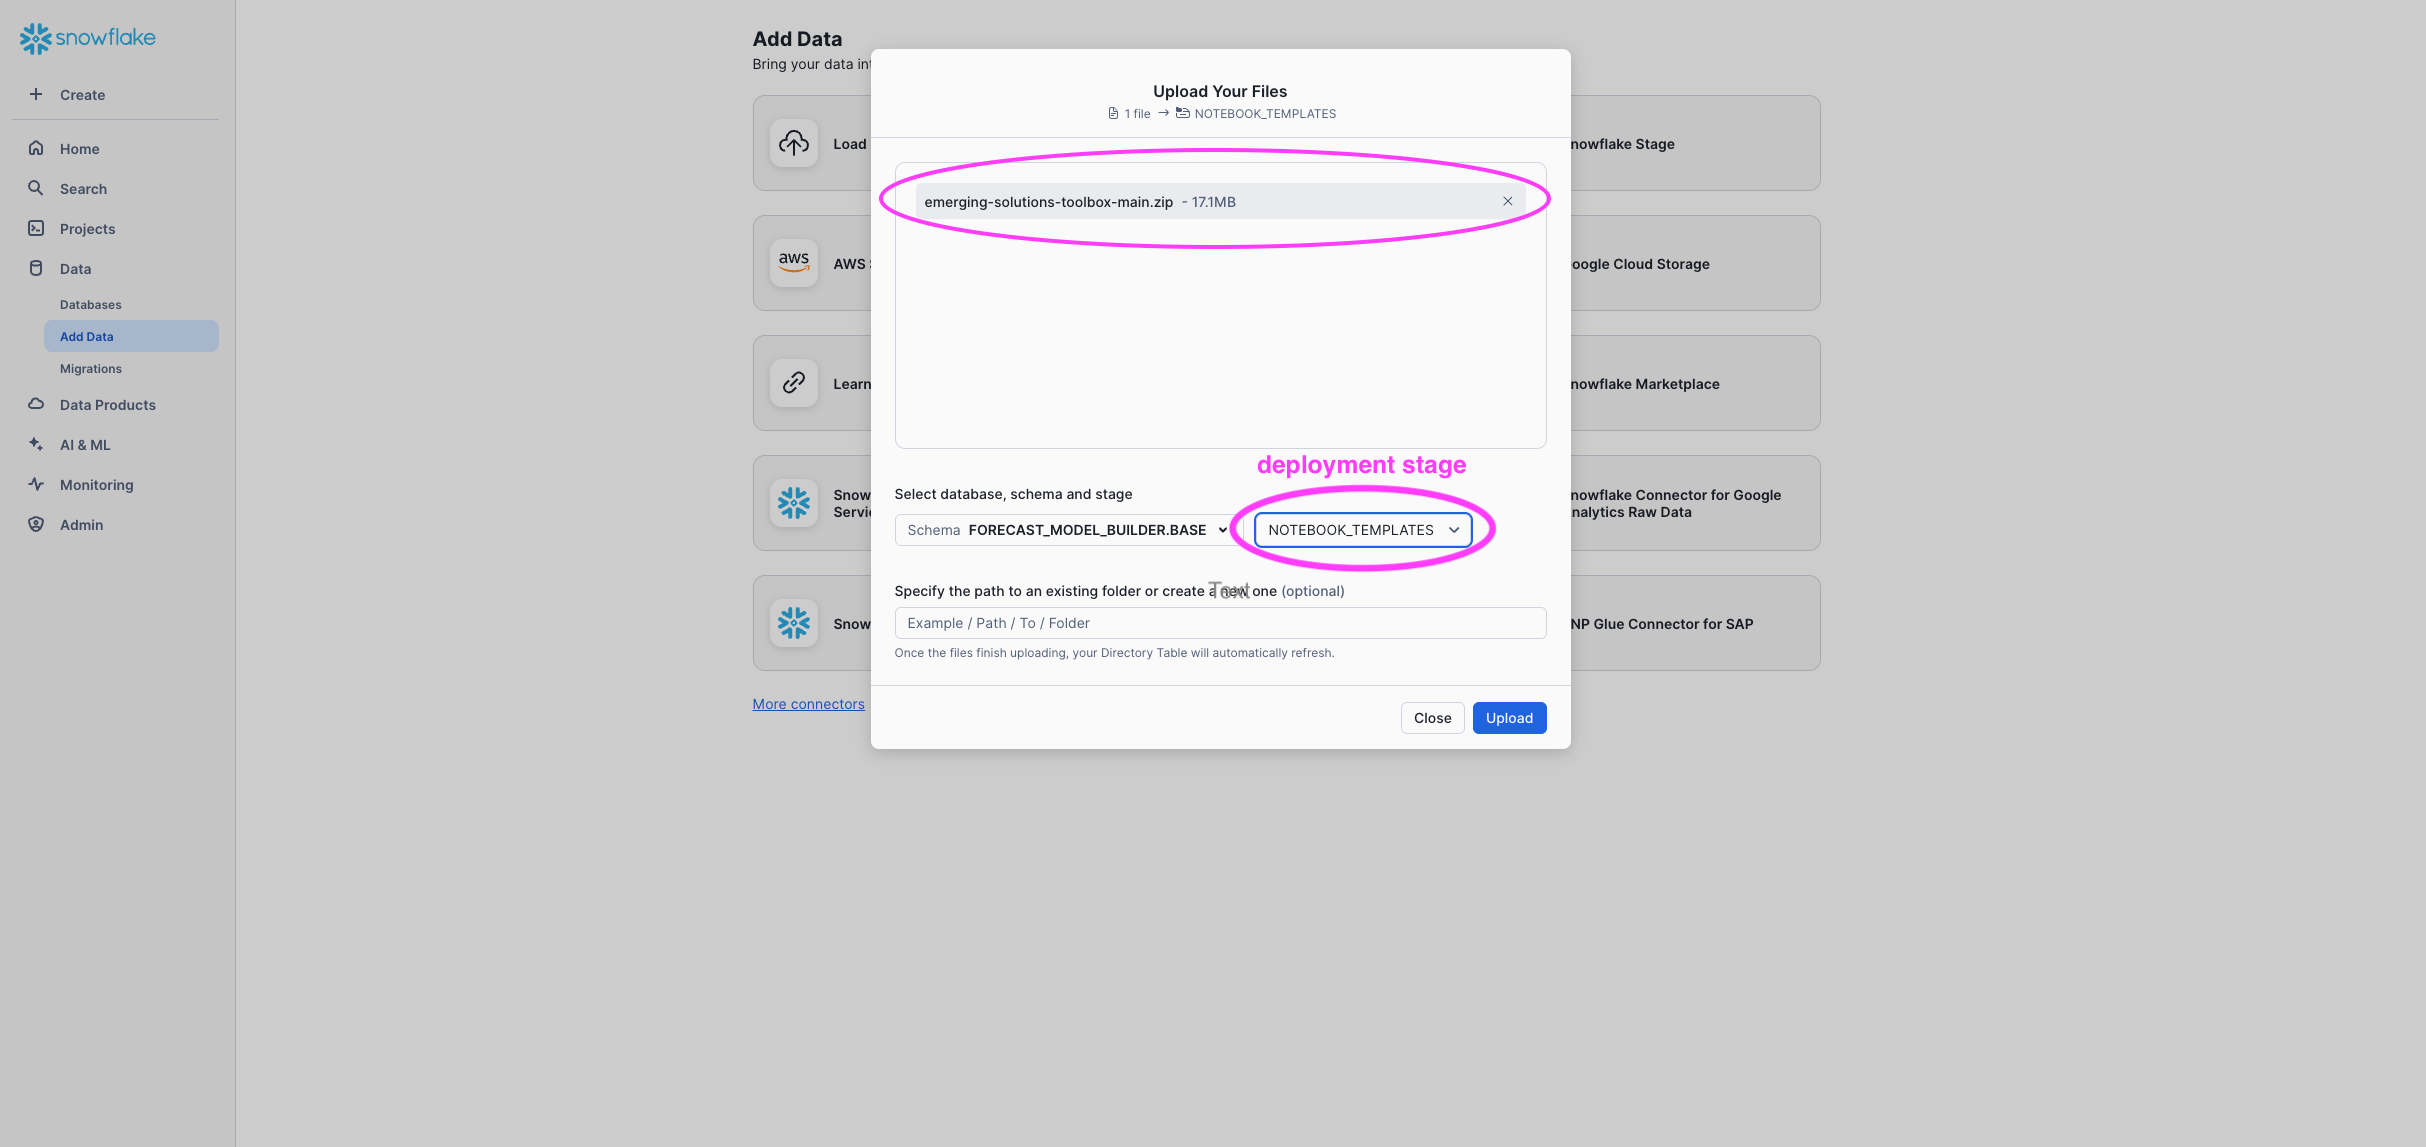 snowflake
Create
Home
Search
Projects
Data
Databases
Add Data
Migrations
Data Products
AI & ML
Monitoring
Admin
Add Data
Bring your data int
Load
nowflake Stage
aws
AWS S
oogle Cloud Storage
Learn
nowflake Marketplace
Snow
Servi
nowflake Connector for Google
nalytics Raw Data
Snow
NP Glue Connector for SAP
More connectors
Upload Your Files
1 file → NOTEBOOK_TEMPLATES
emerging-solutions-toolbox-main.zip - 17.1MB
deployment stage
Select database, schema and stage
Schema FORECAST_MODEL_BUILDER.BASE
NOTEBOOK_TEMPLATES
Specify the path to an existing folder or create a new one (optional)
Text
Example / Path / To / Folder
Once the files finish uploading, your Directory Table will automatically refresh.
Close
Upload